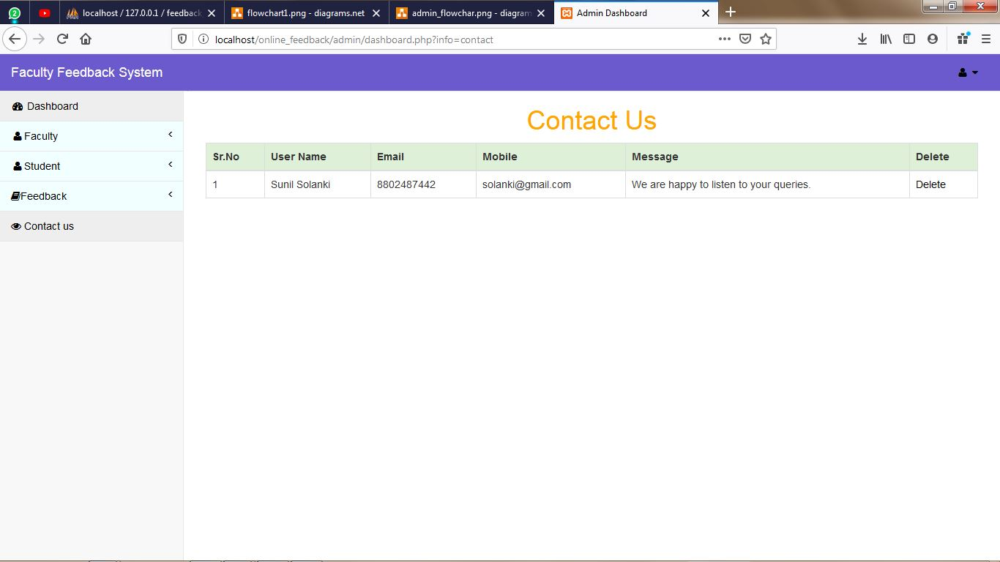 2
localhost / 127.0.0.1 / feedback
flowchart1.png - diagrams.net
admin_flowchar.png - diagram
Admin Dashboard
localhost/online_feedback/admin/dashboard.php?info=contact
Faculty Feedback System
Dashboard
Faculty
Student
Feedback
Contact us
Contact Us
Sr.No User Name Email Mobile Message Delete
1 Sunil Solanki 8802487442 solanki@gmail.com We are happy to listen to your queries. Delete